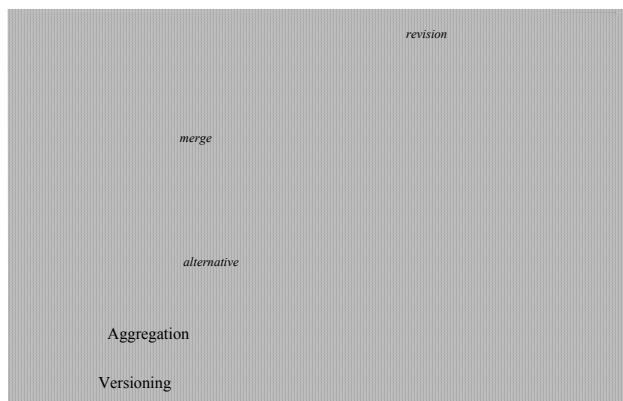 revision
merge
alternative
Aggregation
Versioning